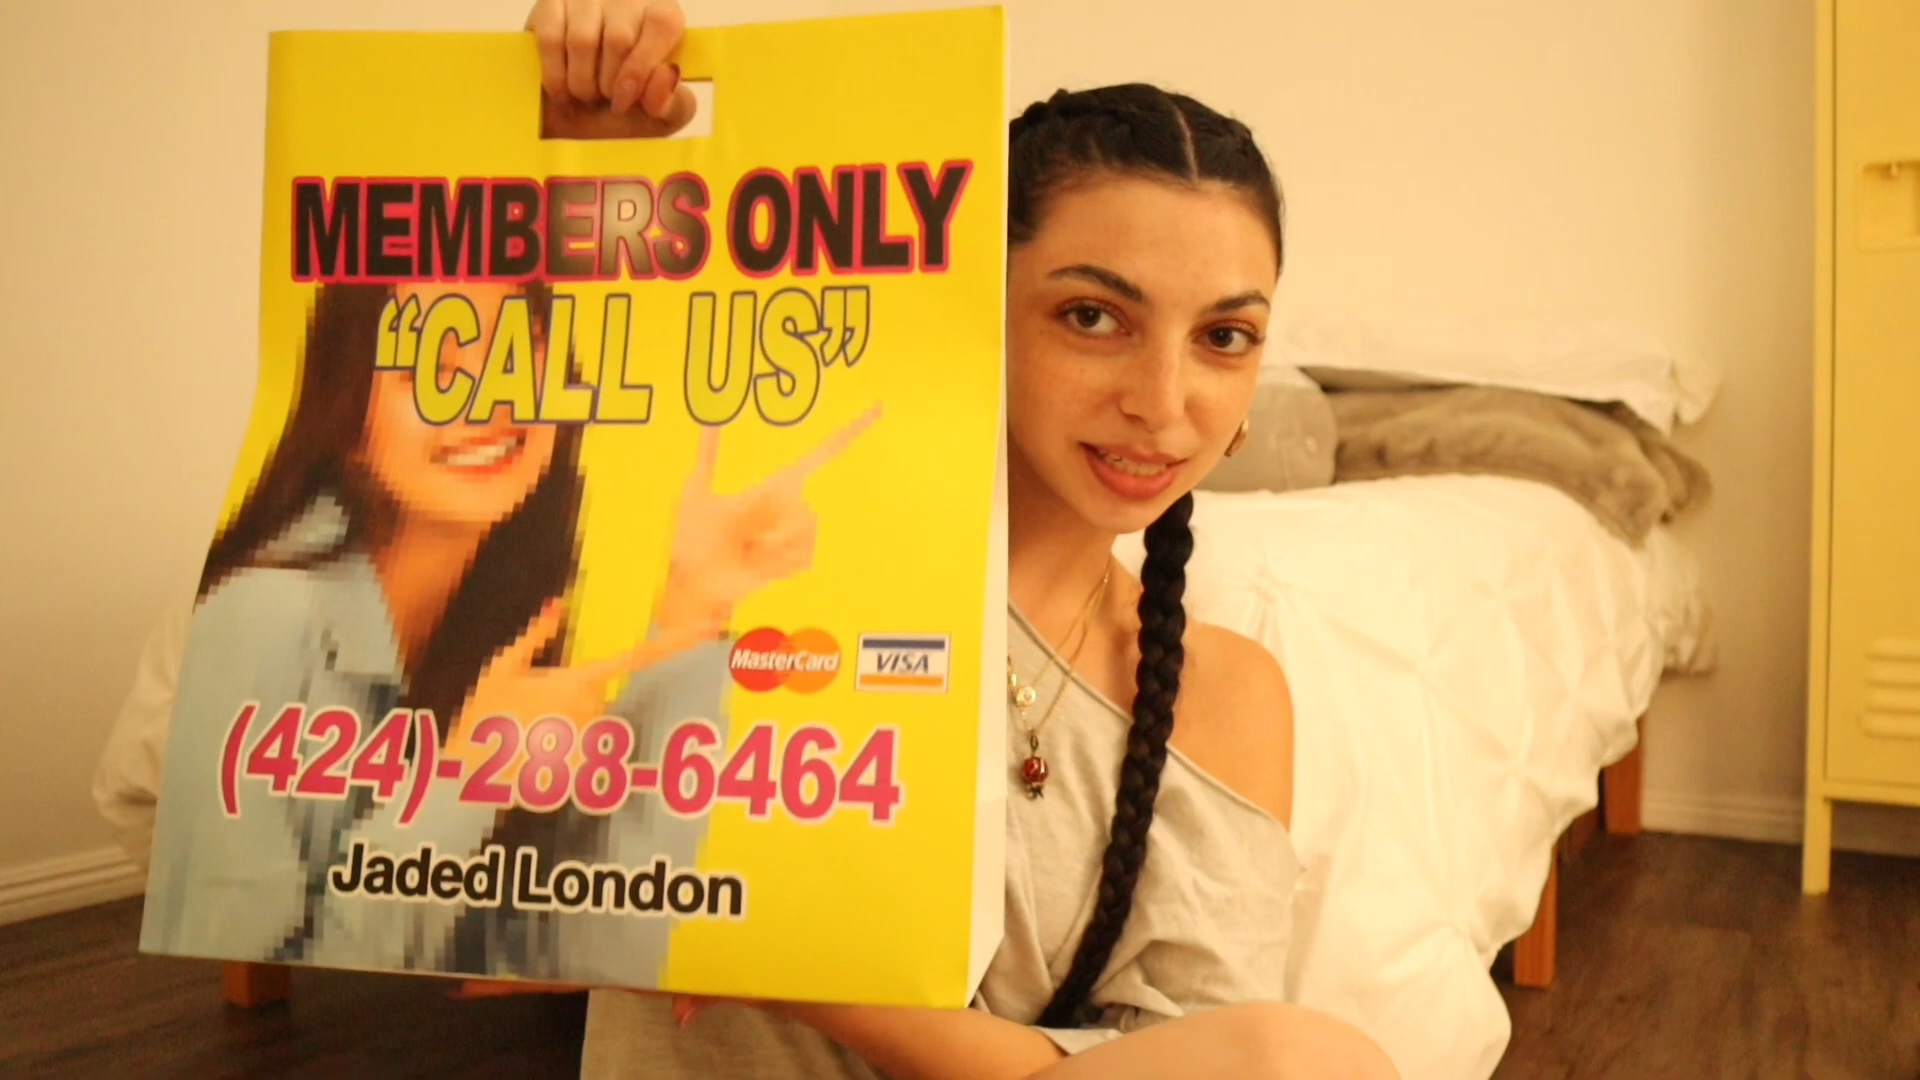 MEMBERS ONLY
“CALL US”
MasterCard
VISA
(424)-288-6464
Jaded London